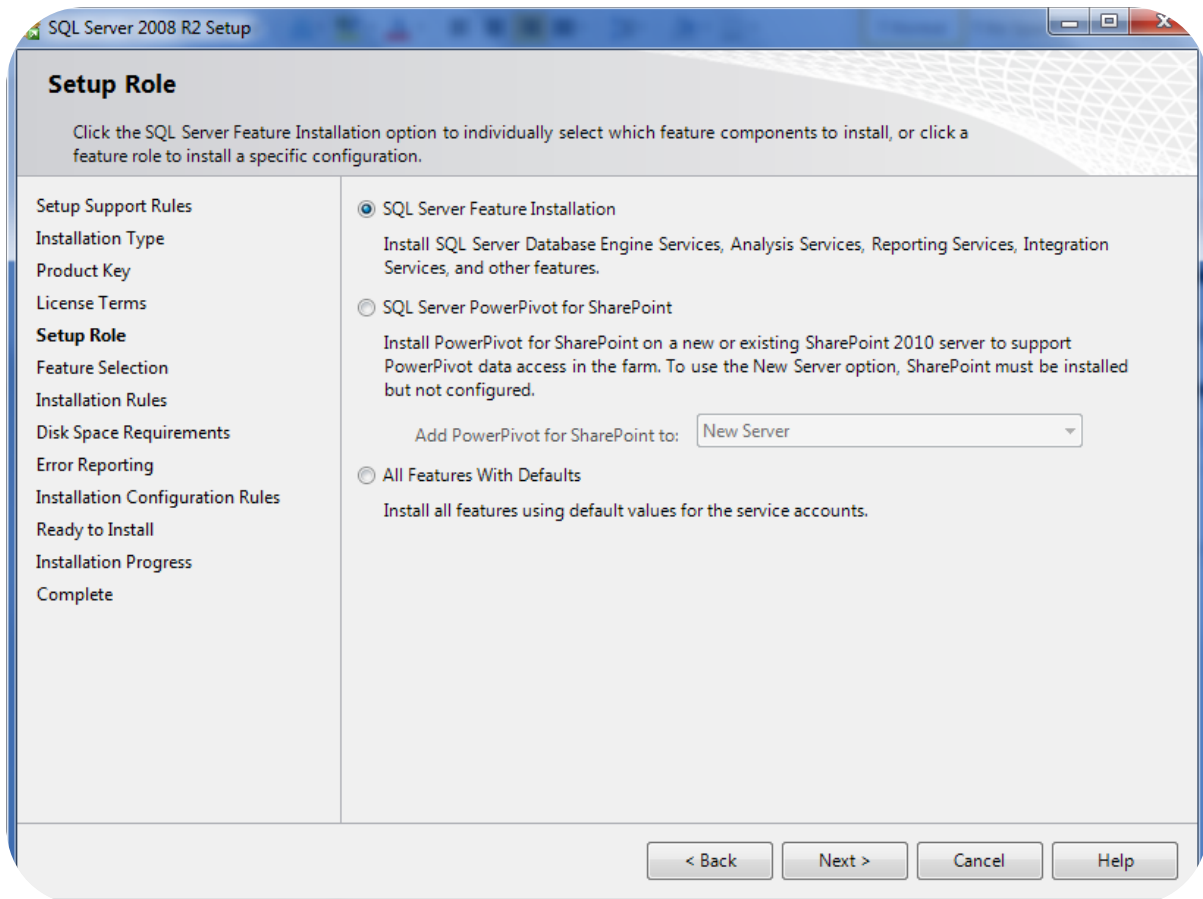 SQL Server 2008 R2 Setup
Setup Role
Click the SQL Server Feature Installation option to individually select which feature components to install, or click a
feature role to install a specific configuration.
Setup Support Rules
Installation Type
Product Key
License Terms
Setup Role
Feature Selection
Installation Rules
Disk Space Requirements
Error Reporting
Installation Configuration Rules
Ready to Install
Installation Progress
Complete
SQL Server Feature Installation
Install SQL Server Database Engine Services, Analysis Services, Reporting Services, Integration
Services, and other features.
SQL Server PowerPivot for SharePoint
Install PowerPivot for SharePoint on a new or existing SharePoint 2010 server to support
PowerPivot data access in the farm. To use the New Server option, SharePoint must be installed
but not configured.
Add PowerPivot for SharePoint to: New Server
All Features With Defaults
Install all features using default values for the service accounts.
< Back Next > Cancel Help